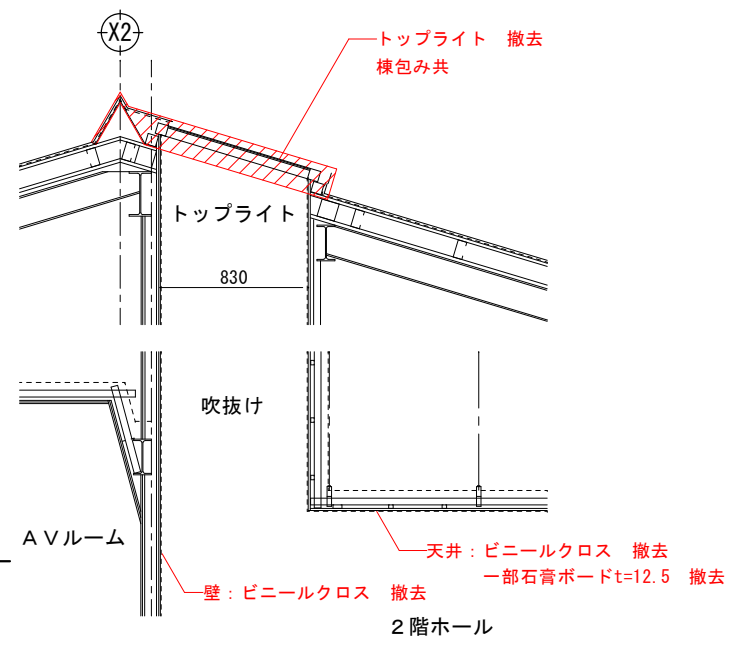 X2
トップライト　撤去
棟包み共
トップライト
830
吹抜け
ＡＶルーム
天井：ビニールクロス　撤去
一部石膏ボードt=12.5　撤去
壁：ビニールクロス　撤去
２階ホール